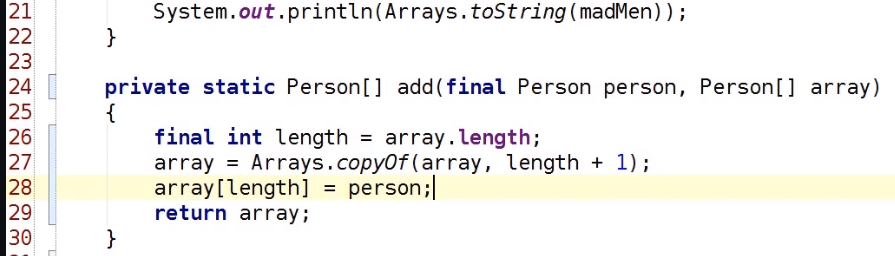 21 System.out.println(Arrays.toString(madMen));
22 }
23
24 private static Person[] add(final Person person, Person[] array)
25 {
26 final int length = array.length;
27 array = Arrays.copyOf(array, length + 1);
28 array[length] = person;
29 return array;
30 }